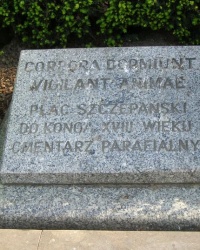 CORPORA DORMIUNT
VIGILANT ANIMAE
PLAC SZCZEPAŃSKI
DO KOŃCA XVIII WIEKU
CMENTARZ PARAFIALNY